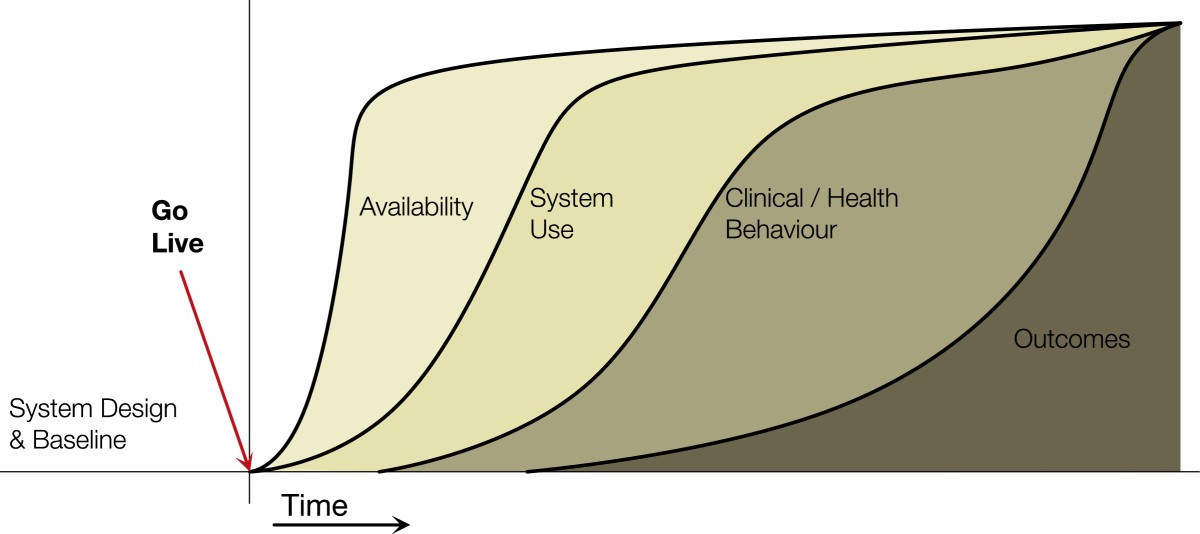 Go
Live
System Design
& Baseline
Availability
System
Use
Clinical / Health
Behaviour
Outcomes
Time